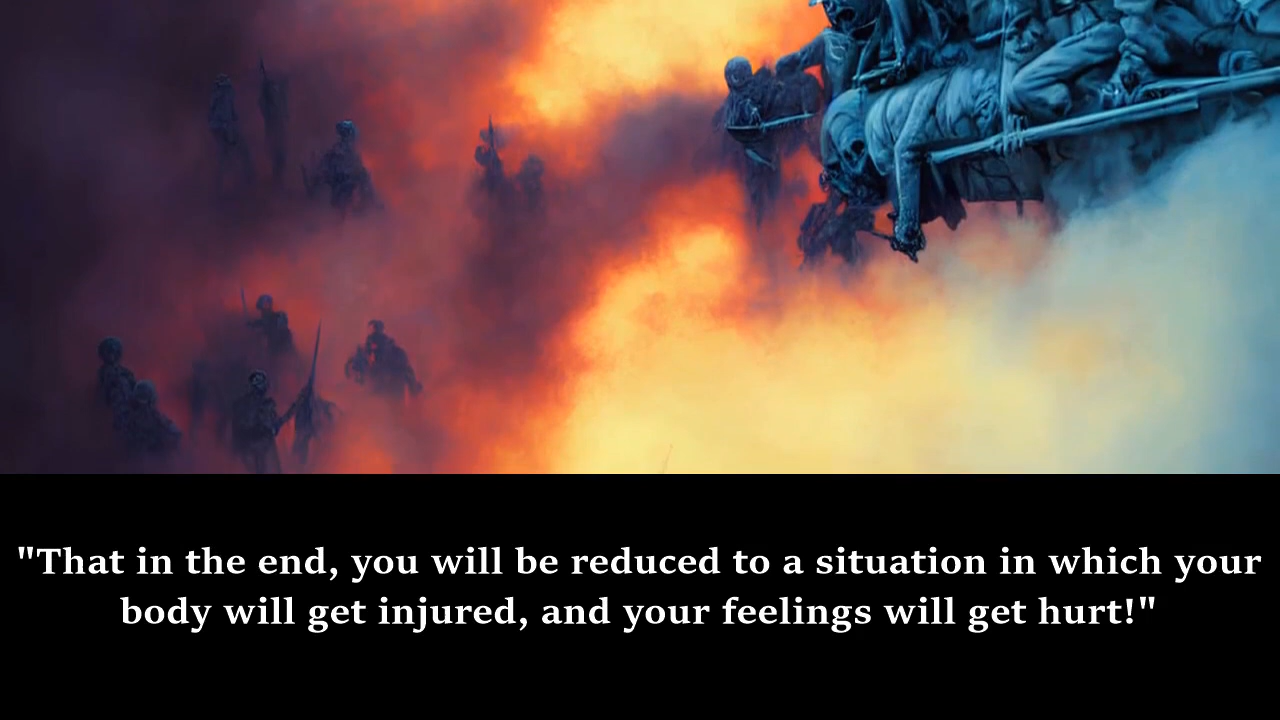 "That in the end, you will be reduced to a situation in which your
body will get injured, and your feelings will get hurt!"